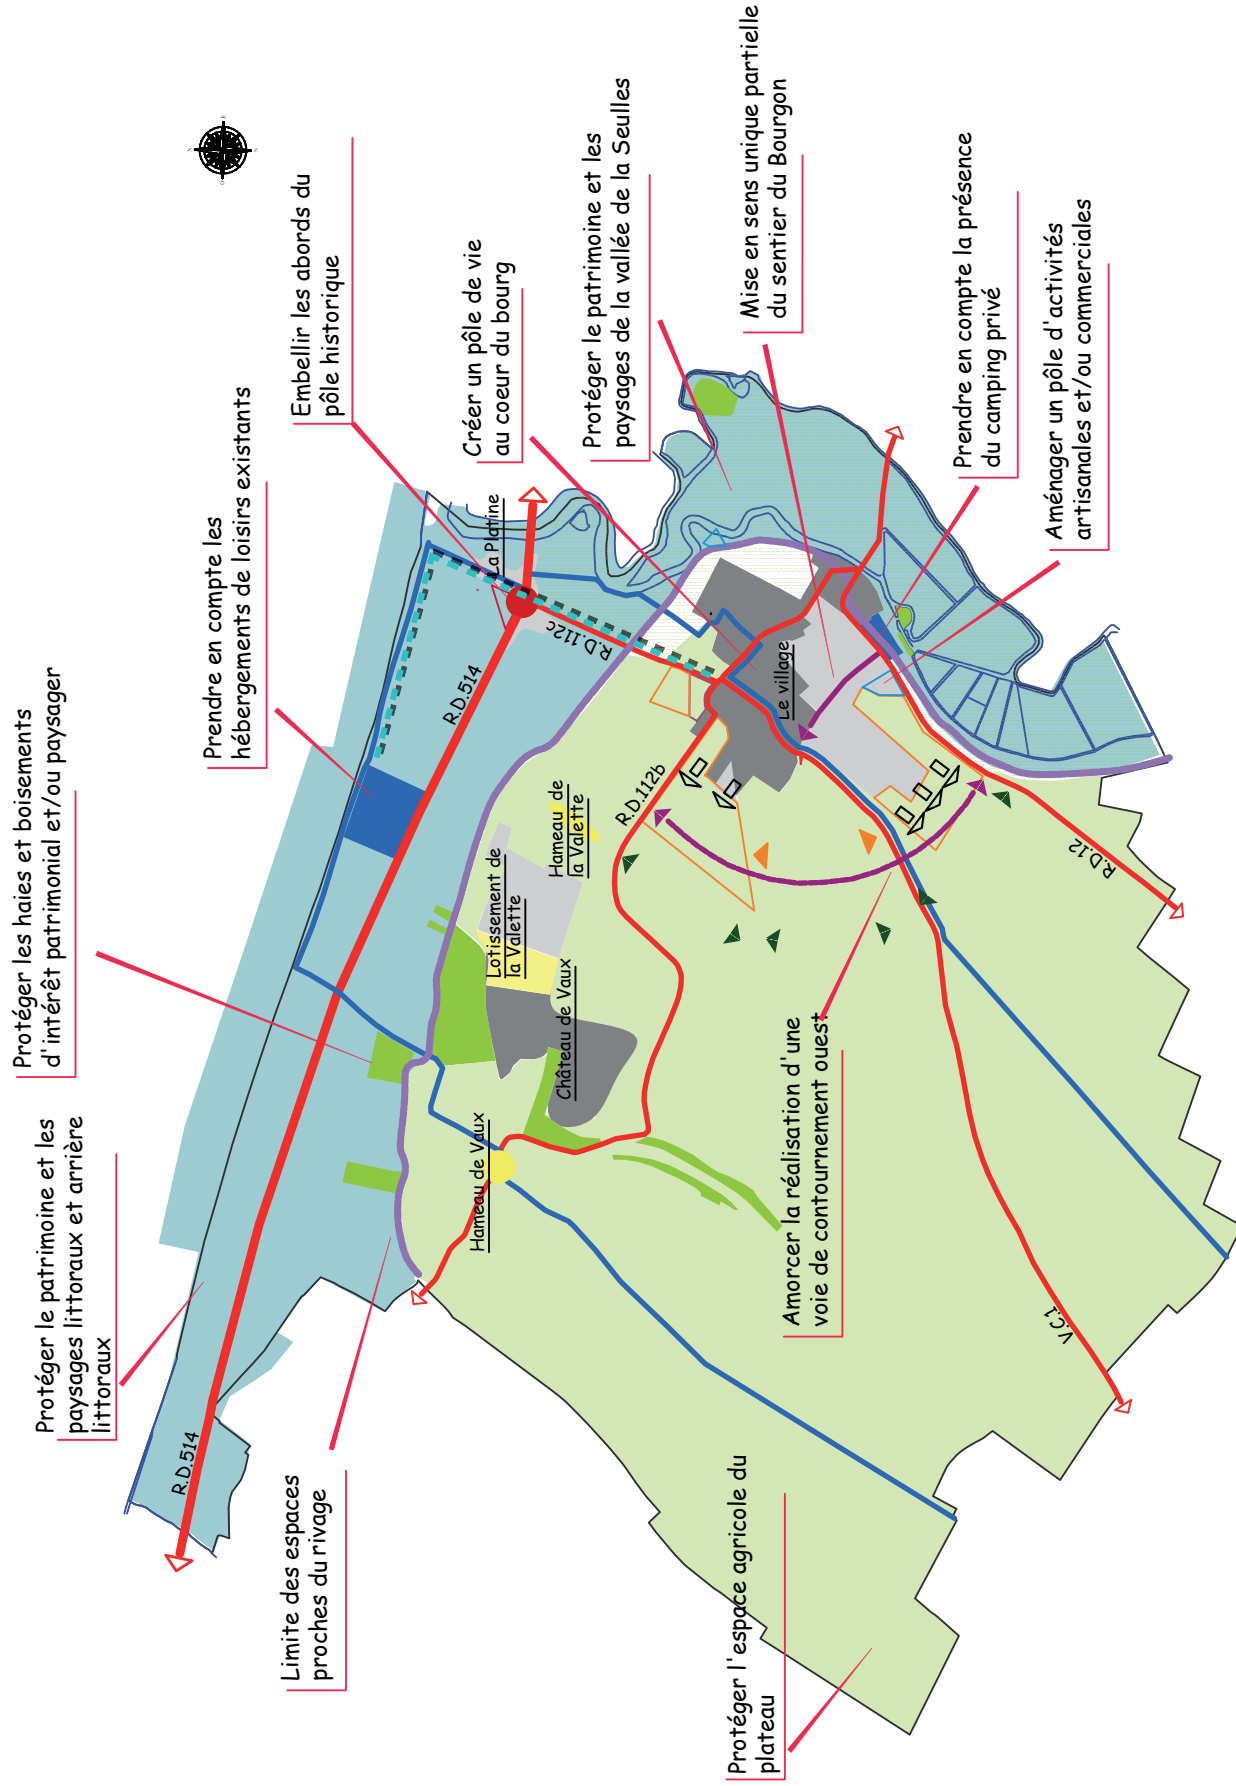 Protéger les haies et boisements
d'intérêt patrimonial et/ou paysager
Prendre en compte les
hébergements de loisirs existants
Embellir les abords du
pôle historique
Créer un pôle de vie
au coeur du bourg
Protéger le patrimoine et les
paysages de la vallée de la Seulles
Mise en sens unique partielle
du sentier du Bourgon
Prendre en compte la présence
du camping privé
Aménager un pôle d'activités
artisanales et/ou commerciales
Protéger le patrimoine et les
paysages littoraux et arrière
littoraux
Limite des espaces
proches du rivage
Protéger l'espace agricole du
plateau
Amorcer la réalisation d'une
voie de contournement ouest
R.D.514
R.D.514
La Platine
R.D.112c
R.D.112b
Le village
Hameau de
la Valette
Lotissement de
la Valette
Château de Vaux
Hameau de Vaux
R.D.12
V.C.1